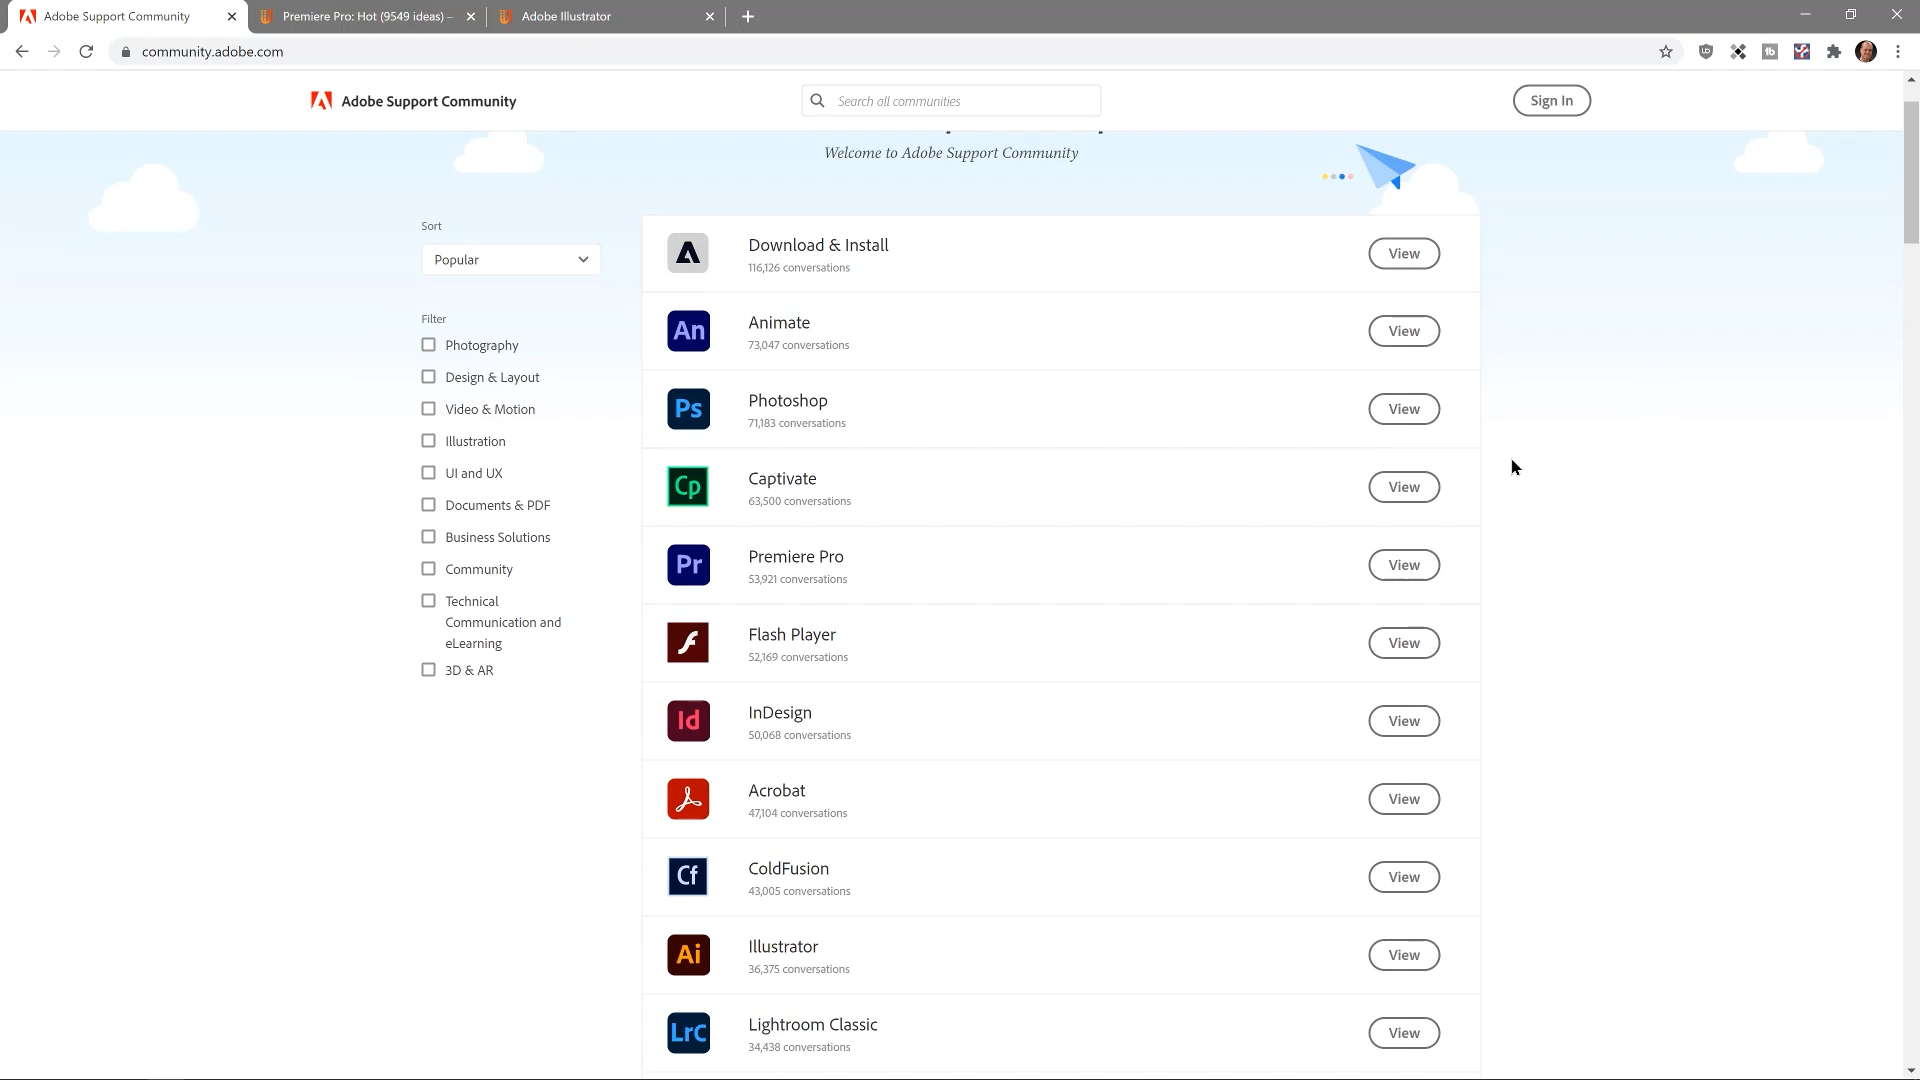 Adobe Support Community
Premiere Pro: Hot (9549 ideas) –
Adobe Illustrator
community.adobe.com
Adobe Support Community
Search all communities
Sign In
Welcome to Adobe Support Community
Sort
Popular
Filter
Photography
Design & Layout
Video & Motion
Illustration
UI and UX
Documents & PDF
Business Solutions
Community
Technical
Communication and
eLearning
3D & AR
Download & Install
116,126 conversations
View
An
Animate
73,047 conversations
View
Ps
Photoshop
71,183 conversations
View
Cp
Captivate
63,500 conversations
View
Pr
Premiere Pro
53,921 conversations
View
Flash Player
52,169 conversations
View
Id
InDesign
50,068 conversations
View
Acrobat
47,104 conversations
View
Cf
ColdFusion
43,005 conversations
View
Ai
Illustrator
36,375 conversations
View
LrC
Lightroom Classic
34,438 conversations
View